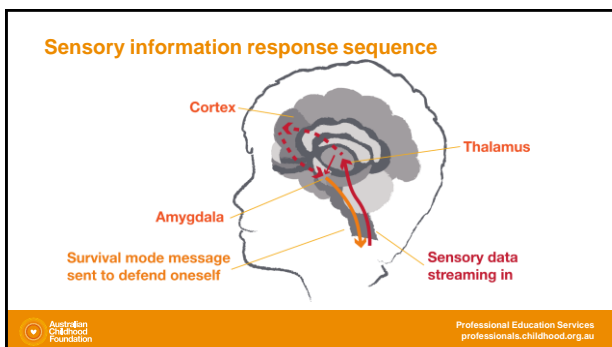 Sensory information response sequence
Cortex
Thalamus
Amygdala
Survival mode message
sent to defend oneself
Sensory data
streaming in
Australian
Childhood
Foundation
Professional Education Services
professionals.childhood.org.au